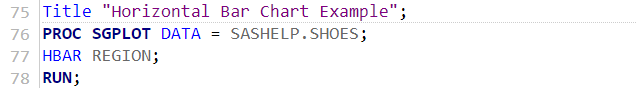 75 Title "Horizontal Bar Chart Example";
76 PROC SGPLOT DATA = SASHELP.SHOES;
77 HBAR REGION;
78 RUN;